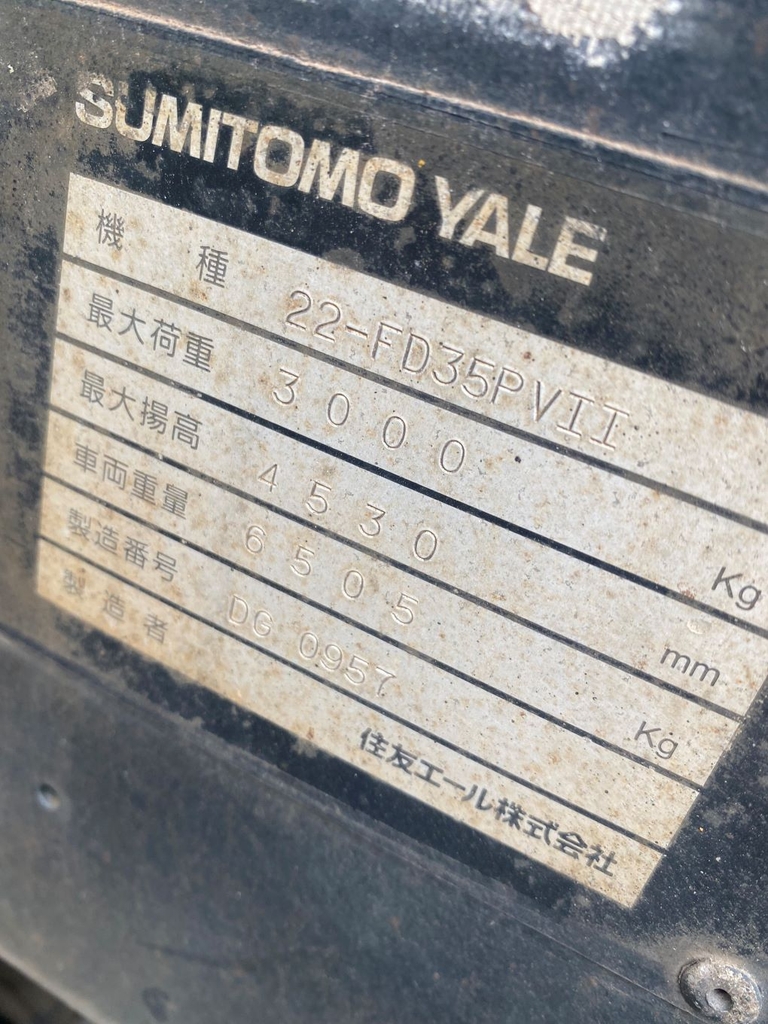 SUMITOMO YALE
機種 22-FD35PVII
最大荷重 3000 Kg
最大揚高 4530 mm
車両重量 6505 Kg
製造番号 DG 0957
製造者 住友エール株式会社